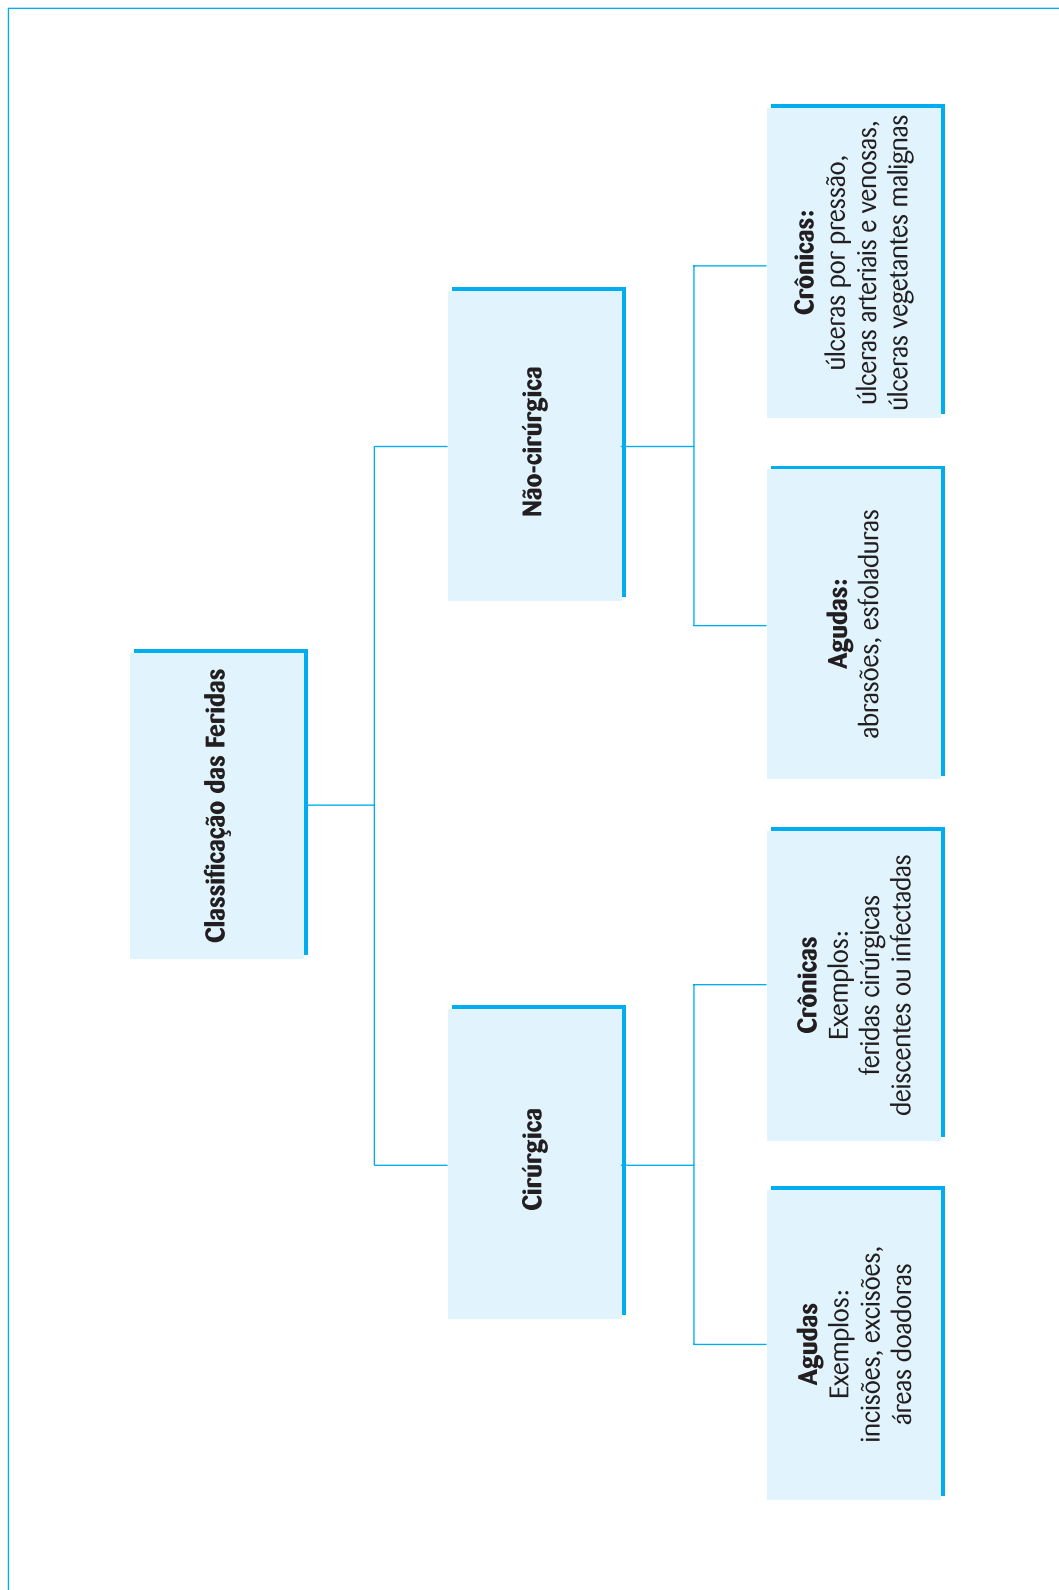 Classificação das Feridas
Cirúrgica
Não-cirúrgica
Agudas
Exemplos:
incisões, excisões,
áreas doadoras
Crônicas
Exemplos:
feridas cirúrgicas
deiscentes ou infectadas
Agudas:
abrasões, esfoladuras
Crônicas:
úlceras por pressão,
úlceras arteriais e venosas,
úlceras vegetantes malignas